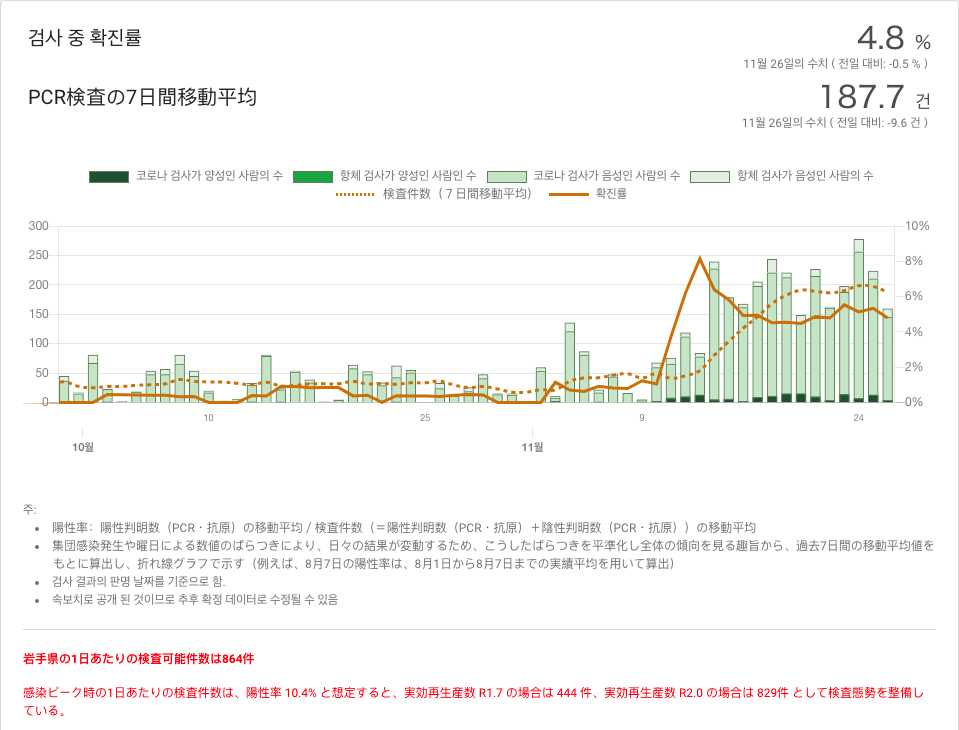 검사 중 확진률
4.8 %
11월 26일의 수치 ( 전일 대비: -0.5 % )
PCR検査の7日間移動平均
187.7 건
11월 26일의 수치 ( 전일 대비: -9.6 건 )
코로나 검사가 양성인 사람의 수 항체 검사가 양성인 사람인 수 코로나 검사가 음성인 사람의 수 항체 검사가 음성인 사람의 수
検査件数（７日間移動平均） 확진률
300 10%
250 8%
200 6%
150 4%
100
50 2%
0 0%
10 25 9 24
10월 11월
주:
陽性率：陽性判明数（PCR・抗原）の移動平均 / 検査件数（＝陽性判明数（PCR・抗原）＋陰性判明数（PCR・抗原））の移動平均
集団感染発生や曜日による数値のばらつきにより、日々の結果が変動するため、こうしたばらつきを平準化し全体の傾向を見る趣旨から、過去7日間の移動平均値を
もとに算出し、折れ線グラフで示す（例えば、8月7日の陽性率は、8月1日から8月7日までの実績平均を用いて算出）
검사 결과의 판명 날짜를 기준으로 함.
속보치로 공개 된 것이므로 추후 확정 데이터로 수정될 수 있음
岩手県の1日あたりの検査可能件数は864件
感染ピーク時の1日あたりの検査件数は、陽性率 10.4% と想定すると、実効再生産数 R1.7 の場合は 444 件、実効再生産数 R2.0 の場合は 829件 として検査態勢を整備し
ている。